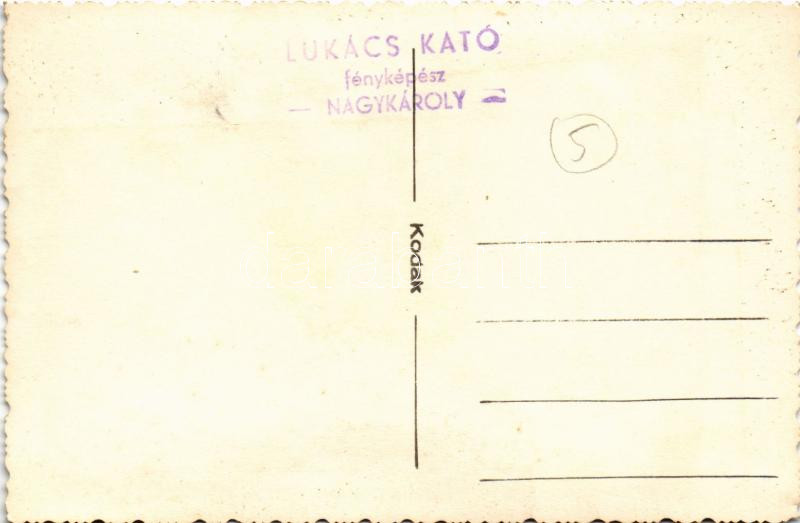 LUKÁCS KATÓ
fényképész
— NAGYKÁROLY —
5
Kodak